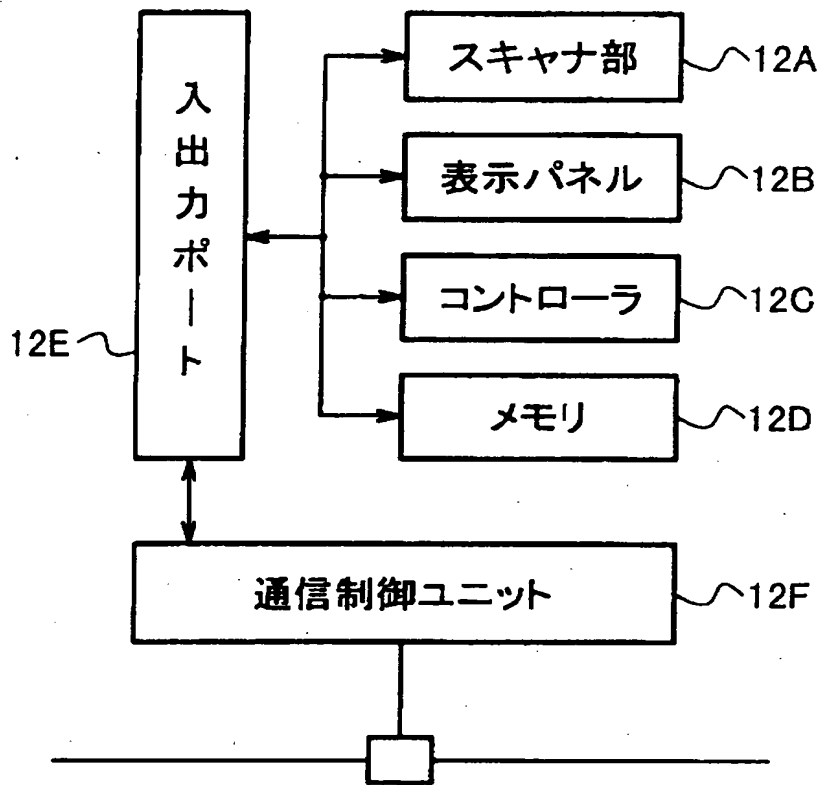 スキャナ部
12A
入出力ポート
表示パネル
12B
コントローラ
12C
12E
メモリ
12D
通信制御ユニット
12F